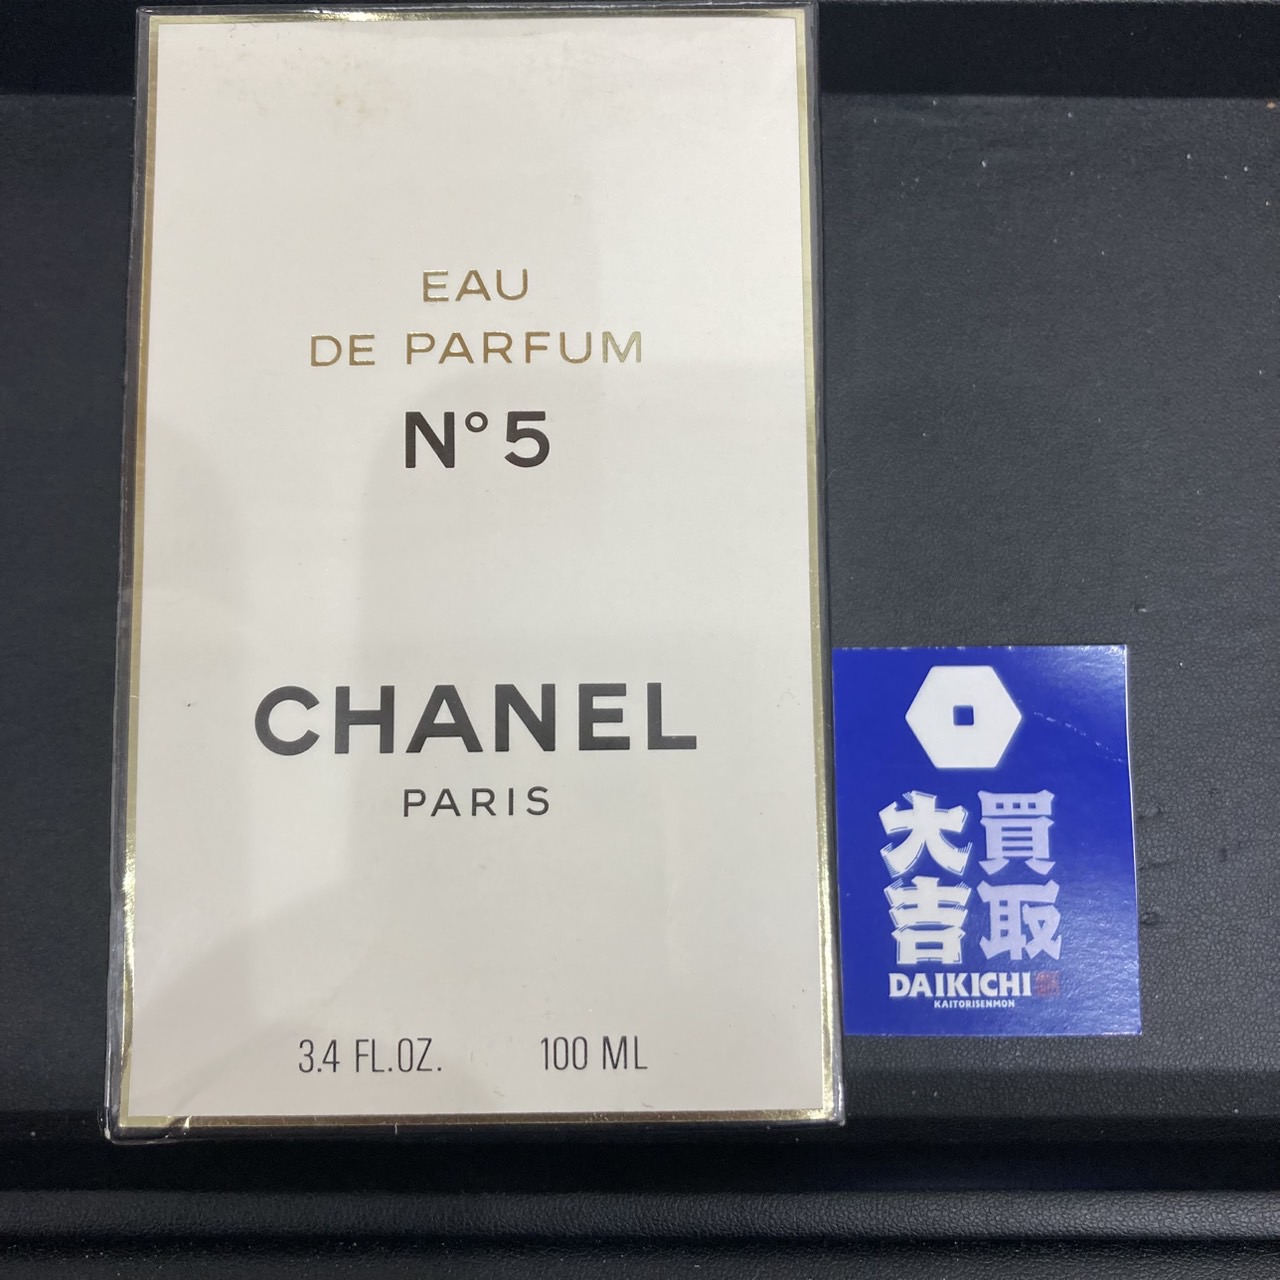 EAU
DE PARFUM
N°5
CHANEL
PARIS
3.4 FL.OZ. 100 ML
買取
大吉
DAIKICHI
KAITORISENMON